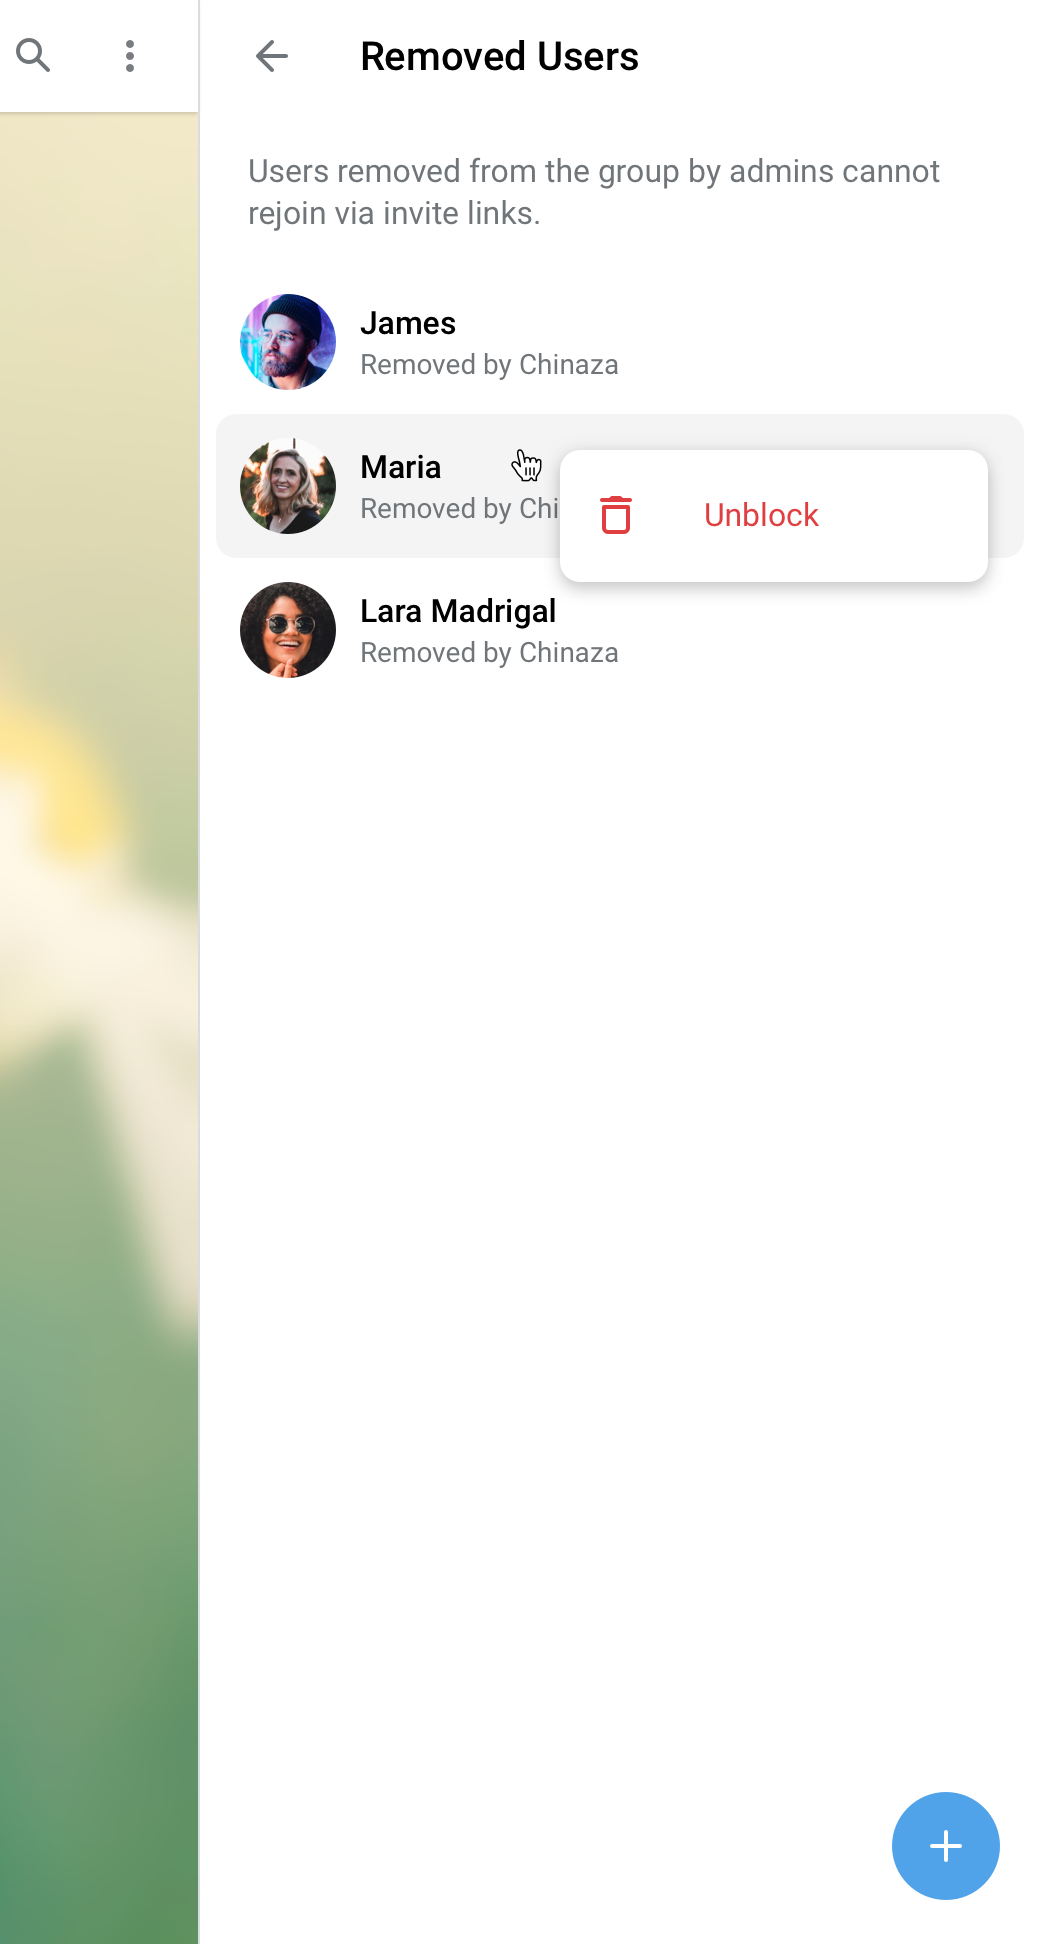 Removed Users
Users removed from the group by admins cannot
rejoin via invite links.
James
Removed by Chinaza
Maria
Removed by Chi
Unblock
Lara Madrigal
Removed by Chinaza